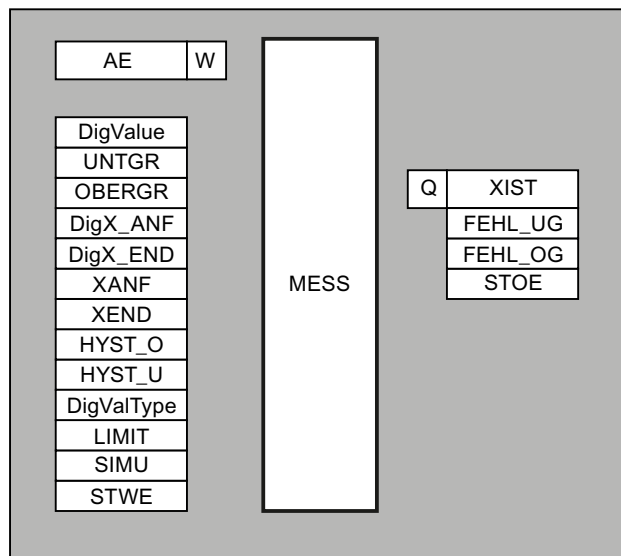 AE W
DigValue
UNTGR
OBERGR
DigX_ANF
DigX_END
XANF
XEND
HYST_O
HYST_U
DigValType
LIMIT
SIMU
STWE
MESS
Q XIST
FEHL_UG
FEHL_OG
STOE